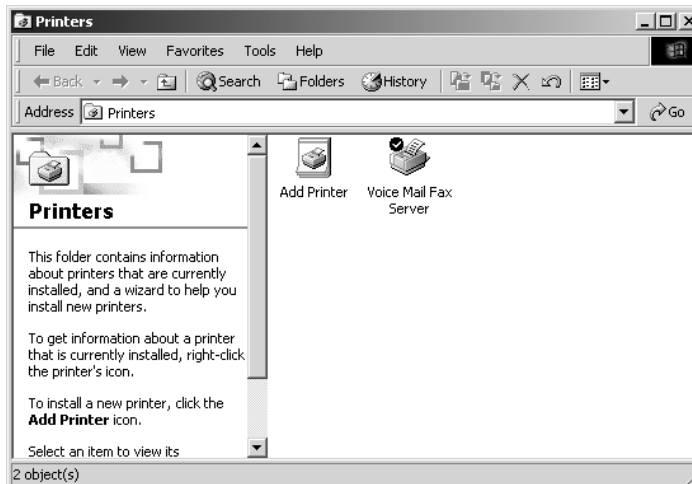 Printers
File Edit View Favorites Tools Help
Back Search Folders History
Address Printers Go
Printers
This folder contains information
about printers that are currently
installed, and a wizard to help you
install new printers.
To get information about a printer
that is currently installed, right-click
the printer's icon.
To install a new printer, click the
Add Printer icon.
Select an item to view its
Add Printer
Voice Mail Fax
Server
2 object(s)